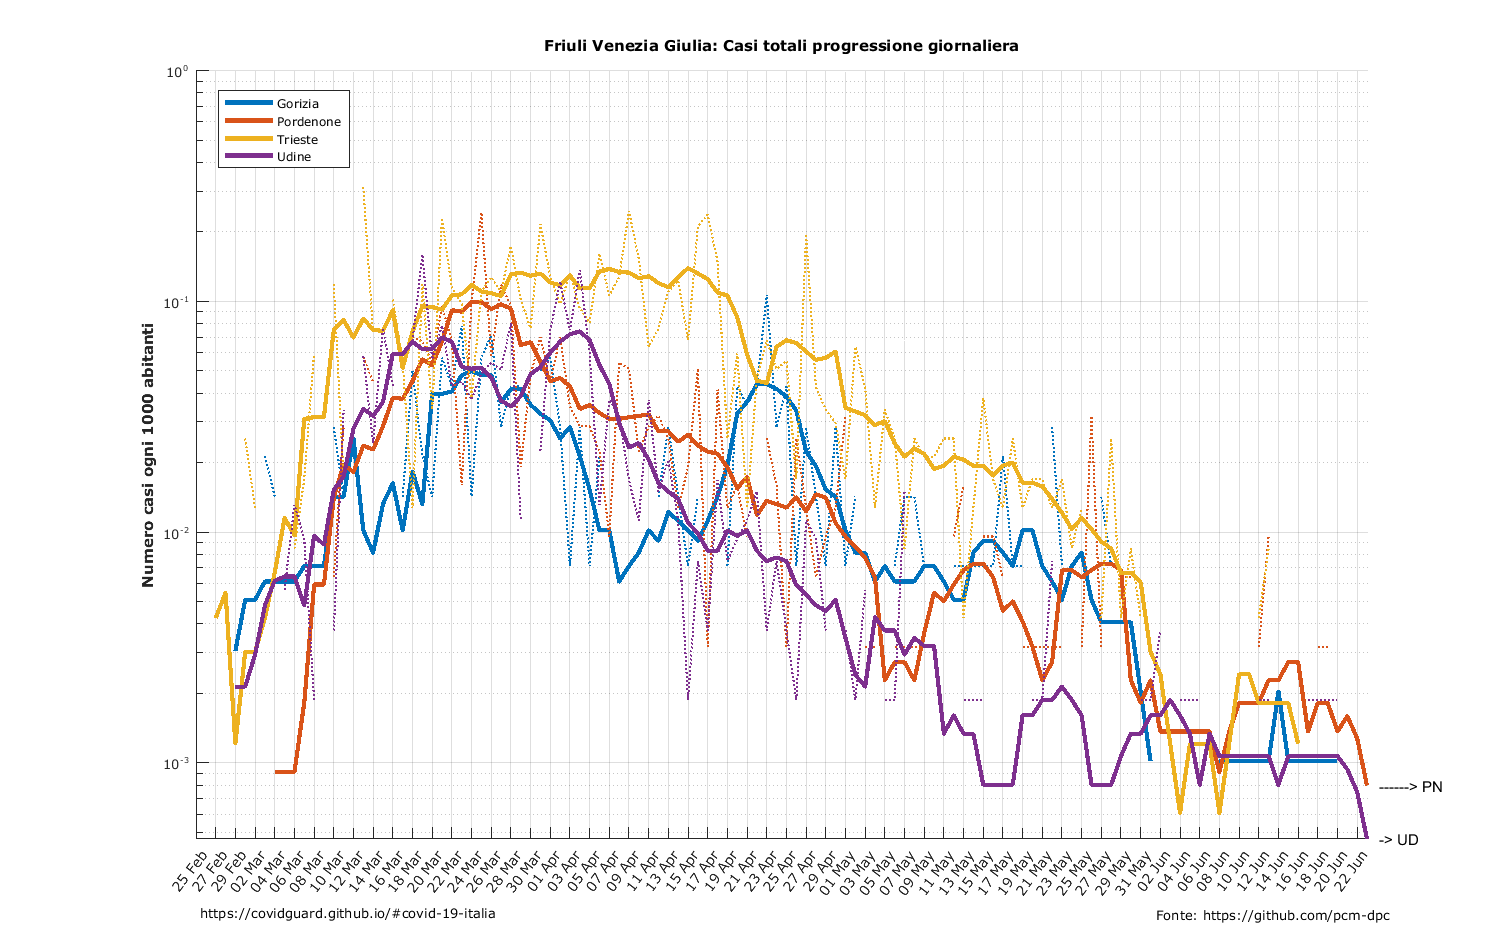 Friuli Venezia Giulia: Casi totali progressione giornaliera
Numero casi ogni 1000 abitanti
10⁰
10⁻¹
10⁻²
10⁻³
Gorizia
Pordenone
Trieste
Udine
------> PN
-> UD
25 Feb
27 Feb
29 Feb
02 Mar
04 Mar
06 Mar
08 Mar
10 Mar
12 Mar
14 Mar
16 Mar
18 Mar
20 Mar
22 Mar
24 Mar
26 Mar
28 Mar
30 Mar
01 Apr
03 Apr
05 Apr
07 Apr
09 Apr
11 Apr
13 Apr
15 Apr
17 Apr
19 Apr
21 Apr
23 Apr
25 Apr
27 Apr
29 Apr
01 May
03 May
05 May
07 May
09 May
11 May
13 May
15 May
17 May
19 May
21 May
23 May
25 May
27 May
29 May
31 May
02 Jun
04 Jun
06 Jun
08 Jun
10 Jun
12 Jun
14 Jun
16 Jun
18 Jun
20 Jun
22 Jun
https://covidguard.github.io/#covid-19-italia
Fonte: https://github.com/pcm-dpc